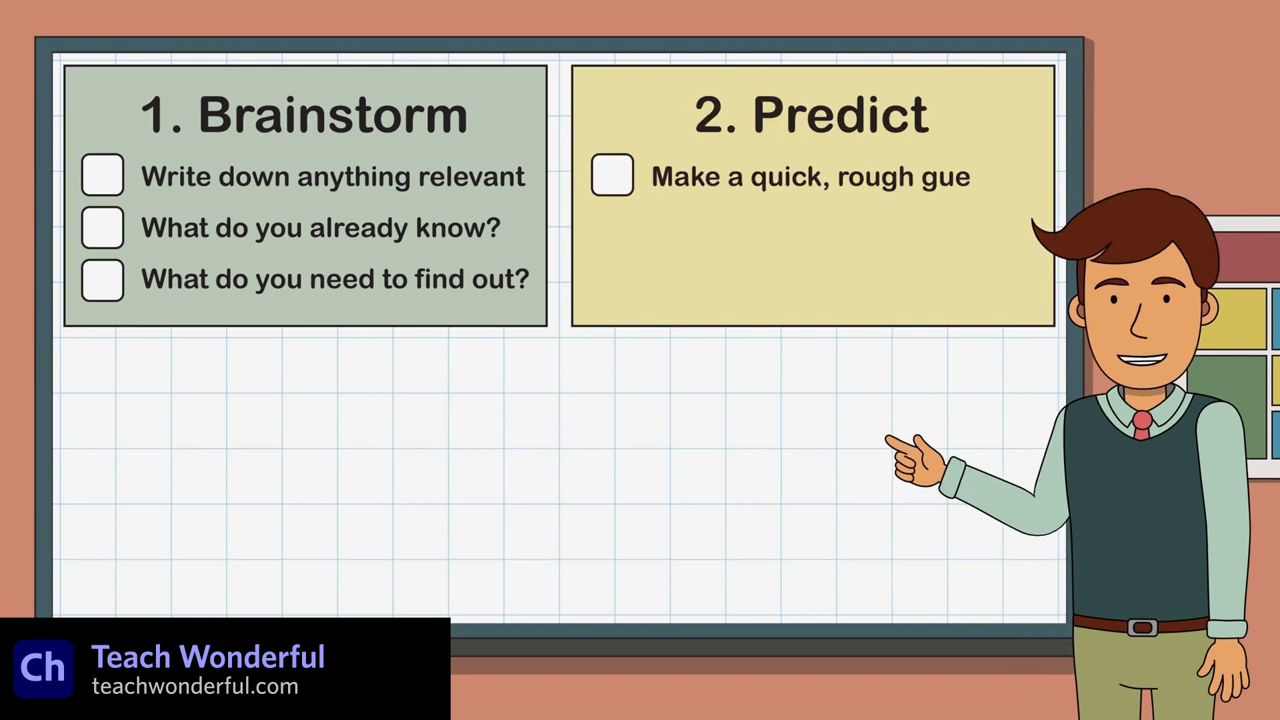 1. Brainstorm
Write down anything relevant
What do you already know?
What do you need to find out?
2. Predict
Make a quick, rough gue
Ch
Teach Wonderful
teachwonderful.com